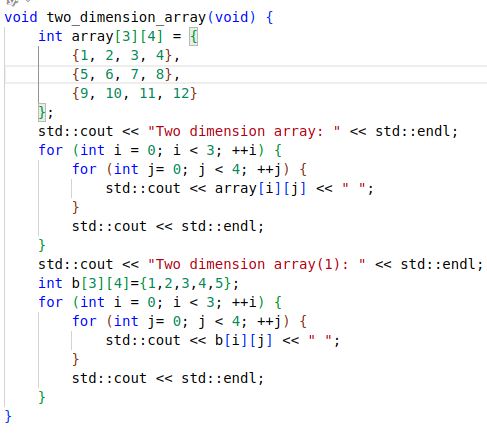 void two_dimension_array(void) {
    int array[3][4] = {
        {1, 2, 3, 4},
        {5, 6, 7, 8},
        {9, 10, 11, 12}
    };
    std::cout << "Two dimension array: " << std::endl;
    for (int i = 0; i < 3; ++i) {
        for (int j= 0; j < 4; ++j) {
            std::cout << array[i][j] << " ";
        }
        std::cout << std::endl;
    }
    std::cout << "Two dimension array(1): " << std::endl;
    int b[3][4]={1,2,3,4,5};
    for (int i = 0; i < 3; ++i) {
        for (int j= 0; j < 4; ++j) {
            std::cout << b[i][j] << " ";
        }
        std::cout << std::endl;
    }
}